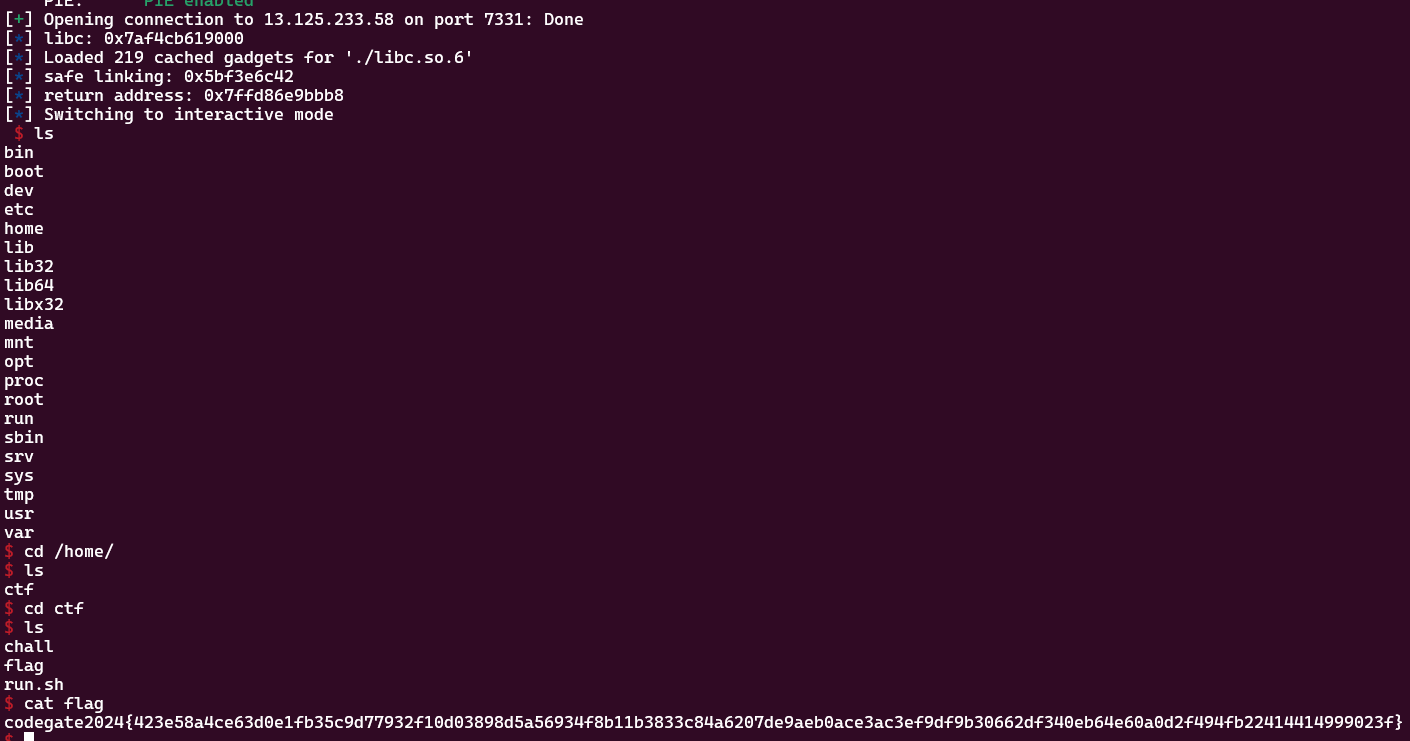 PIE:      PIE enabled
[+] Opening connection to 13.125.233.58 on port 7331: Done
[*] libc: 0x7af4cb619000
[*] Loaded 219 cached gadgets for './libc.so.6'
[*] safe linking: 0x5bf3e6c42
[*] return address: 0x7ffd86e9bbb8
[*] Switching to interactive mode
$ ls
bin
boot
dev
etc
home
lib
lib32
lib64
libx32
media
mnt
opt
proc
root
run
sbin
srv
sys
tmp
usr
var
$ cd /home/
$ ls
ctf
$ cd ctf
$ ls
chall
flag
run.sh
$ cat flag
codegate2024{423e58a4ce63d0e1fb35c9d77932f10d03898d5a56934f8b11b3833c84a6207de9aeb0ace3ac3ef9df9b30662df340eb64e60a0d2f494fb22414414999023f}
$